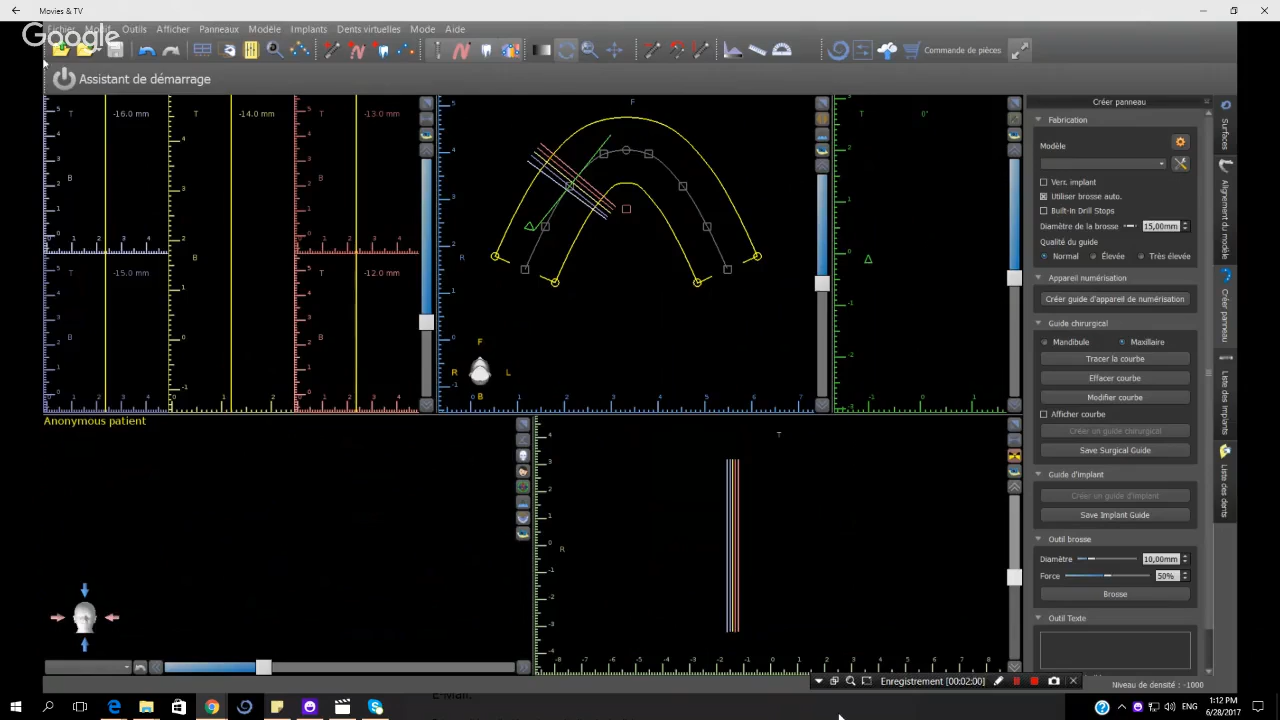 Movies & TV
Fichier Modif Outils Afficher Panneaux Modèle Implants Dents virtuelles Mode Aide
Google
Commande de pièces
Assistant de démarrage
T -16.0 mm T -14.0 mm T -13.0 mm
B B B
T -15.0 mm T -12.0 mm
B B
F
R
F
R L
B
T 0°
Anonymous patient
T
R
Créer panneau
Fabrication
Modèle
Verr. implant
Utiliser brosse auto.
Built-In Drill Stops
Diamètre de la brosse 15,00mm
Qualité du guide
Normal Élevée Très élevée
Appareil numérisation
Créer guide d'appareil de numérisation
Guide chirurgical
Mandibule Maxillaire
Tracer la courbe
Effacer courbe
Modifier courbe
Afficher courbe
Créer un guide chirurgical
Save Surgical Guide
Guide d'implant
Créer un guide d'implant
Save Implant Guide
Outil brosse
Diamètre 10,00mm
Force 50%
Brosse
Outil Texte
Surfaces
Alignement du modèle
Créer panneau
Liste des implants
Liste des dents
Enregistrement [00:02:00]
Niveau de densité : -1000
E-Mail:
ENG
1:12 PM
6/28/2017